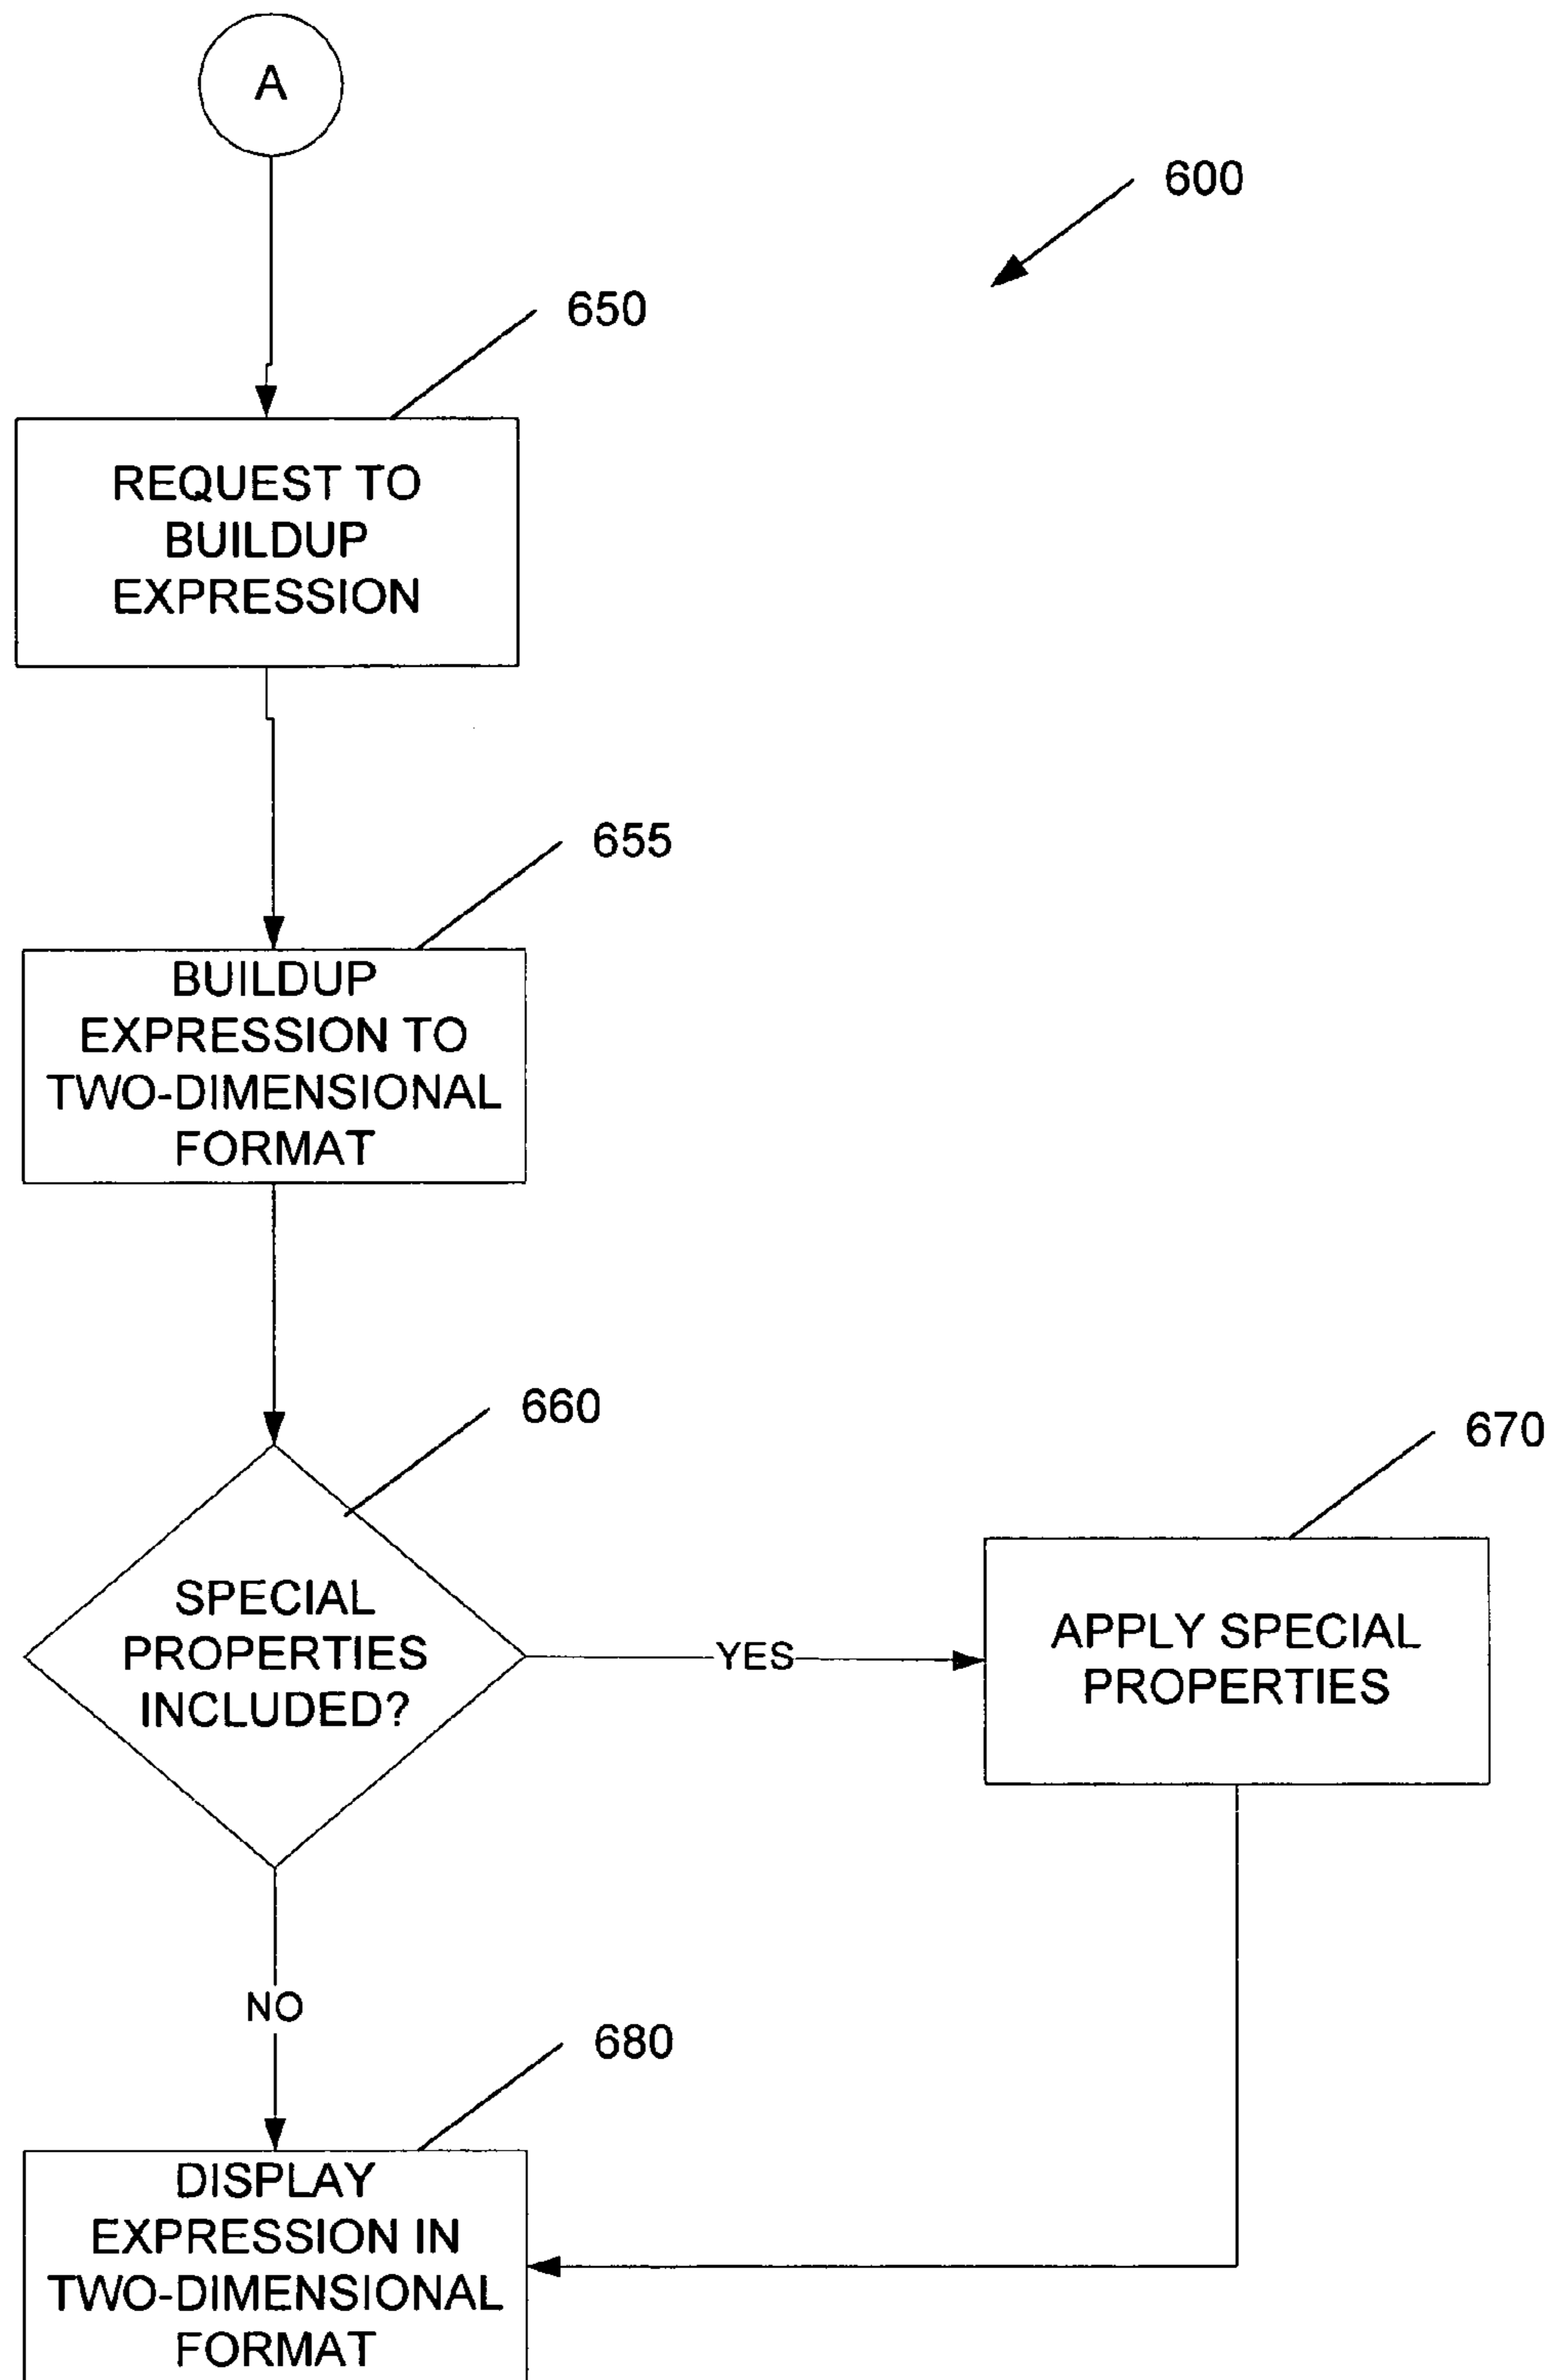 A
600
650
REQUEST TO
BUILDUP
EXPRESSION
655
BUILDUP
EXPRESSION TO
TWO-DIMENSIONAL
FORMAT
660
SPECIAL
PROPERTIES
INCLUDED?
YES
670
APPLY SPECIAL
PROPERTIES
NO
680
DISPLAY
EXPRESSION IN
TWO-DIMENSIONAL
FORMAT